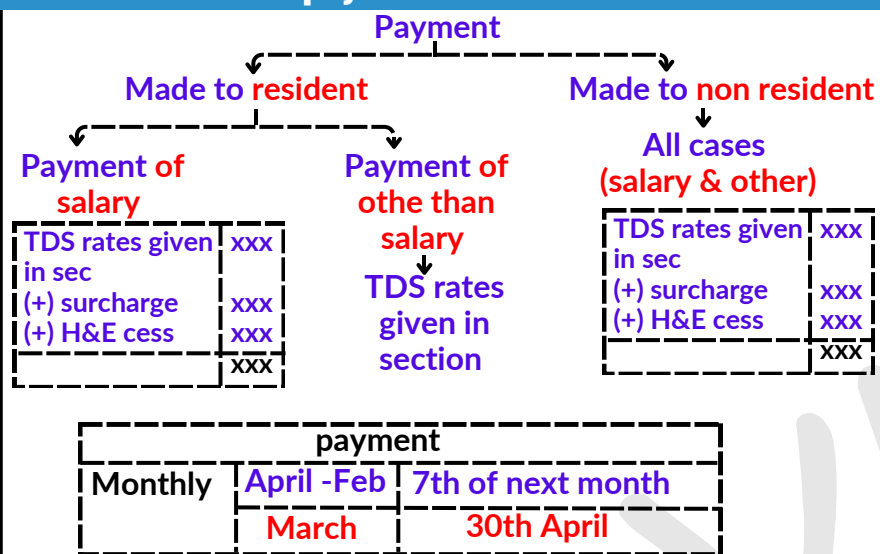 Payment
Made to resident
Made to non resident
Payment of
salary
TDS rates given xxx
in sec
(+) surcharge xxx
(+) H&E cess xxx
xxx
Payment of
othe than
salary
TDS rates
given in
section
All cases
(salary & other)
TDS rates given xxx
in sec
(+) surcharge xxx
(+) H&E cess xxx
xxx
payment
Monthly April -Feb 7th of next month
March 30th April